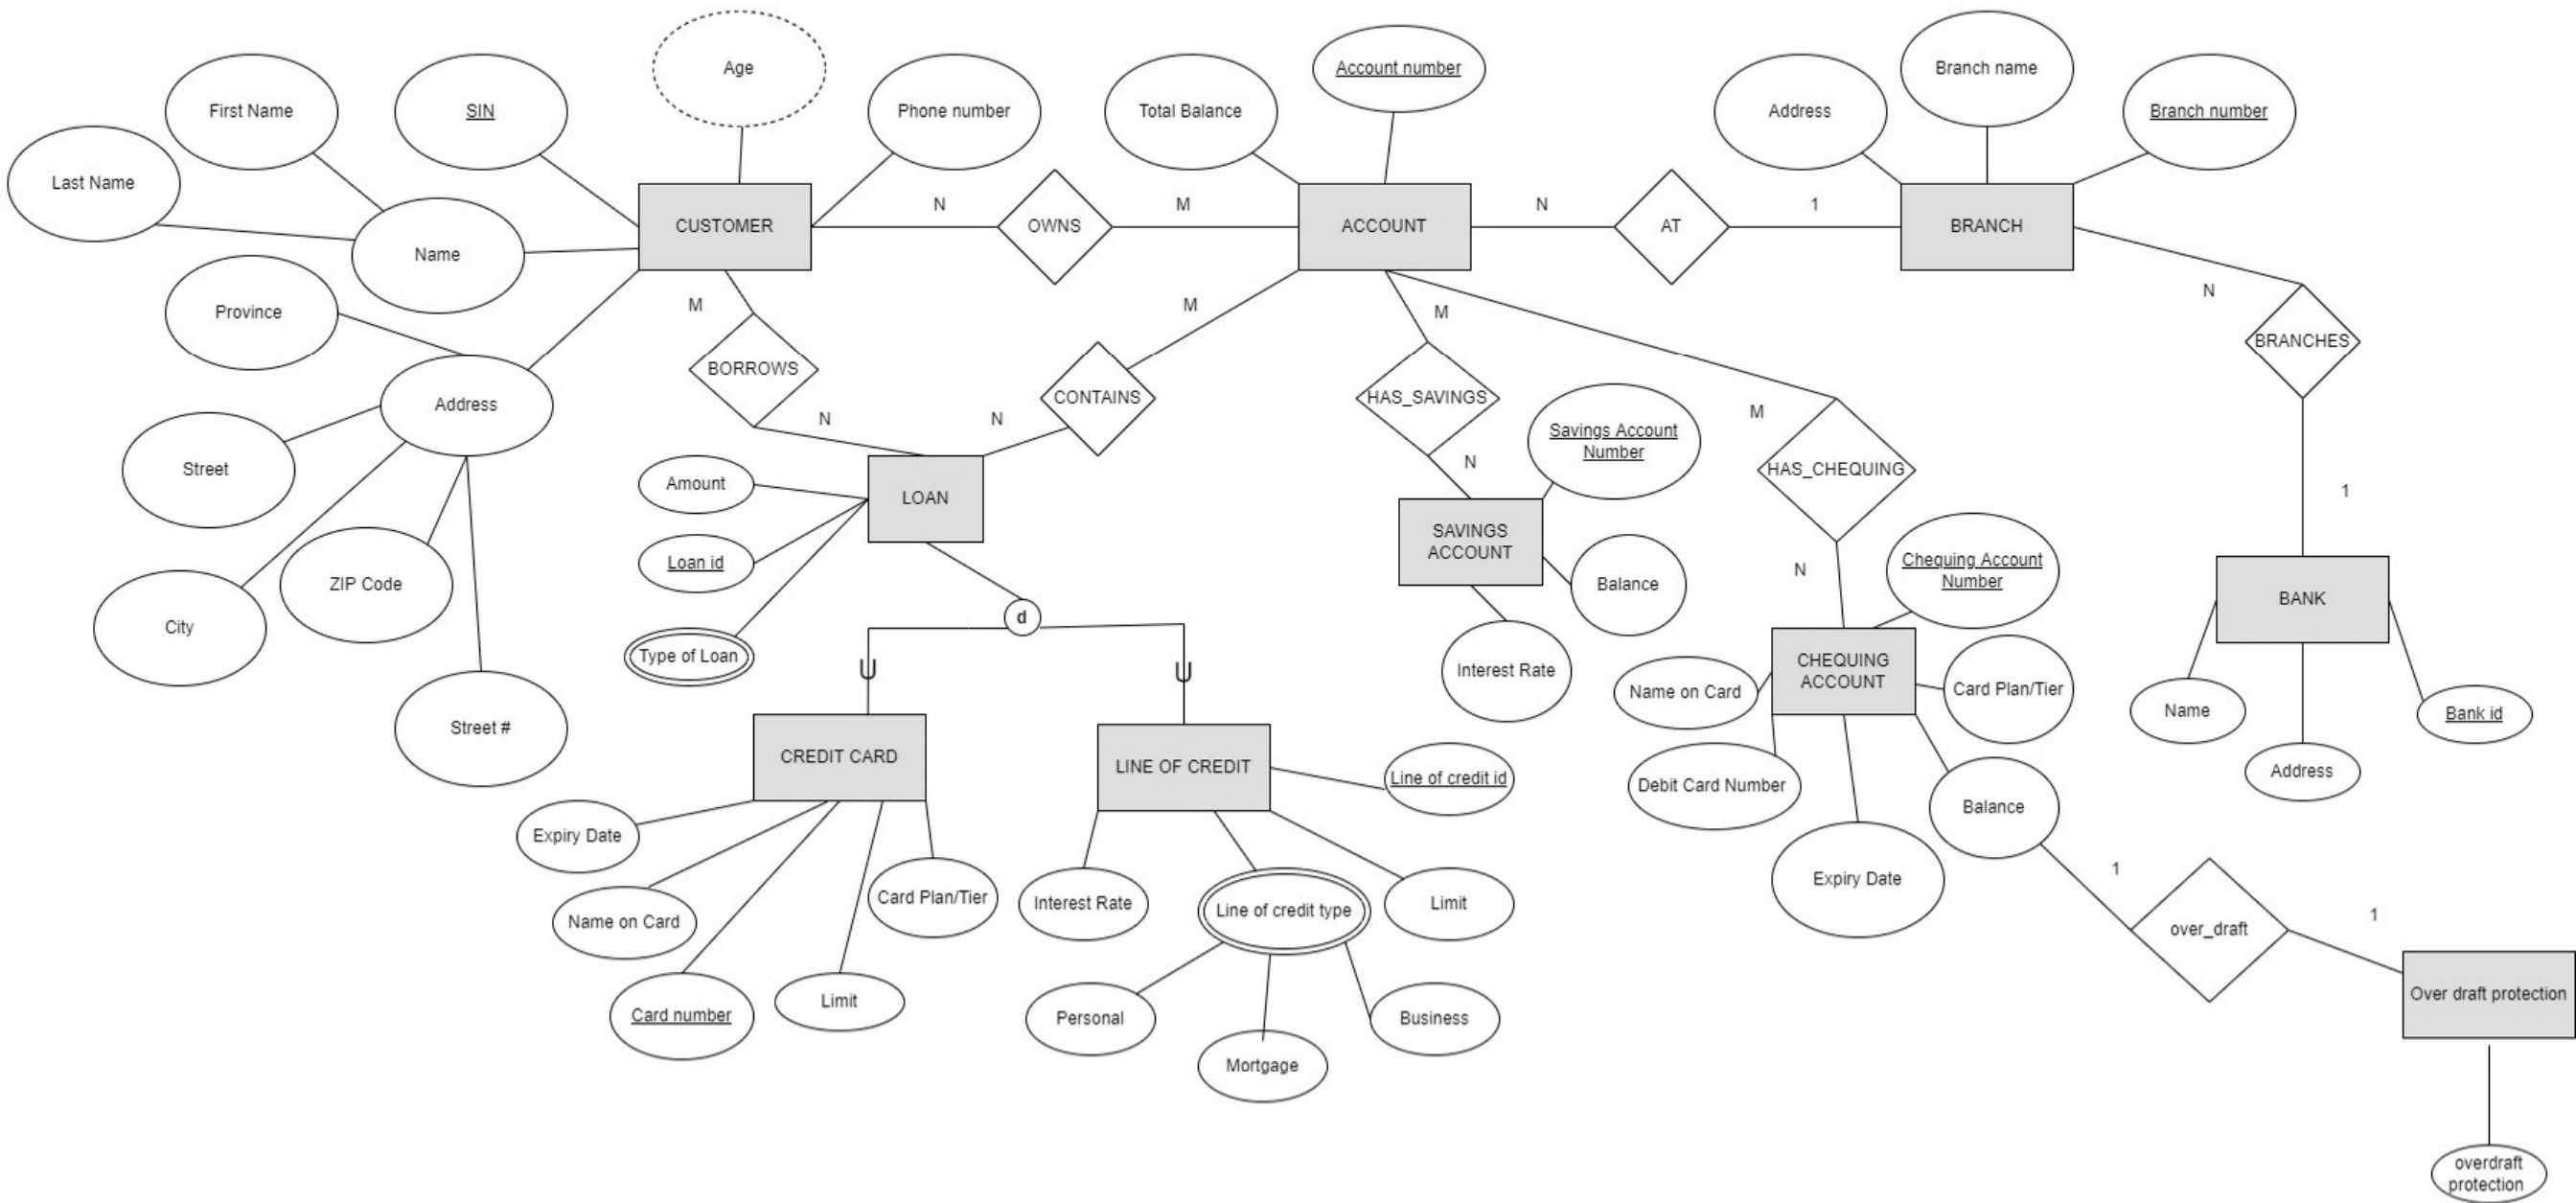 Age
Account number
Branch name
First Name
SIN
Phone number
Total Balance
Address
Branch number
Last Name
N
M
N
1
CUSTOMER
OWNS
ACCOUNT
AT
BRANCH
Name
N
M
M
M
Province
BRANCHES
BORROWS
CONTAINS
HAS_SAVINGS
Address
M
N
N
Savings Account
Number
Street
N
HAS_CHEQUING
Amount
LOAN
1
SAVINGS
ACCOUNT
Loan id
Chequing Account
Number
N
ZIP Code
Balance
BANK
City
d
Type of Loan
U
U
Interest Rate
CHEQUING
ACCOUNT
Name on Card
Card Plan/Tier
Name
Bank id
Street #
CREDIT CARD
LINE OF CREDIT
Line of credit id
Debit Card Number
Address
Balance
Expiry Date
1
Expiry Date
Card Plan/Tier
Interest Rate
Line of credit type
Limit
1
Name on Card
over_draft
Over draft protection
Limit
Card number
Personal
Business
Mortgage
overdraft
protection